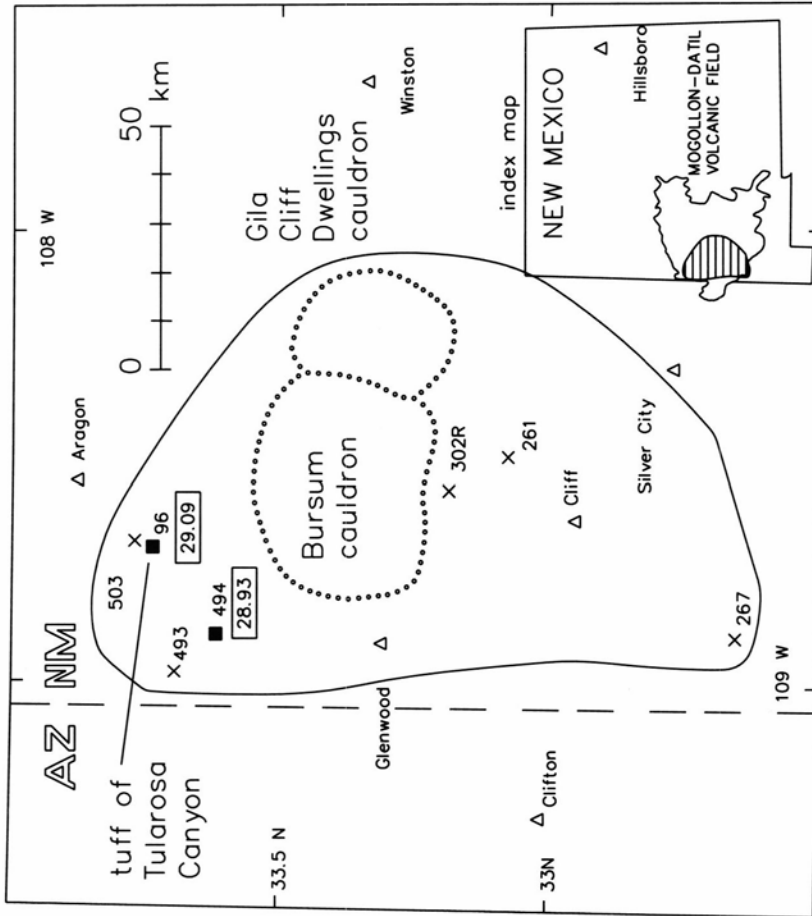 AZ NM
tuff of
Tularosa
Canyon
503
96
29.09
493
494
28.93
Aragon
108 W
0 50 km
Gila
Cliff
Dwellings
cauldron
Winston
33.5 N
Bursum
cauldron
Glenwood
302R
261
Clifton
33N
Cliff
Silver City
267
109 W
index map
NEW MEXICO
Hillsboro
MOGOLLON-DATIL
VOLCANIC FIELD